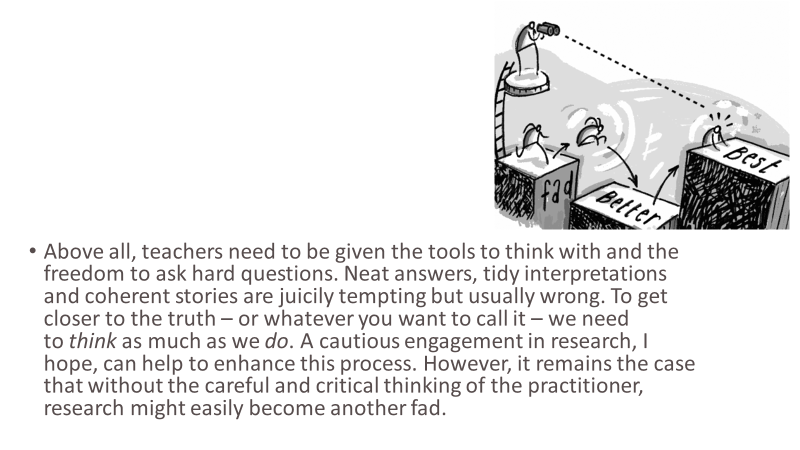 fad
Better
Best
• Above all, teachers need to be given the tools to think with and the
freedom to ask hard questions. Neat answers, tidy interpretations
and coherent stories are juicily tempting but usually wrong. To get
closer to the truth – or whatever you want to call it – we need
to think as much as we do. A cautious engagement in research, I
hope, can help to enhance this process. However, it remains the case
that without the careful and critical thinking of the practitioner,
research might easily become another fad.